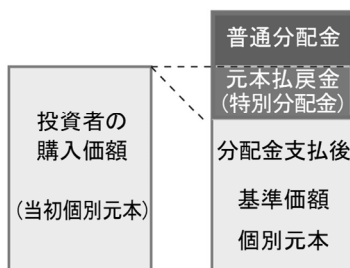 投資者の
購入価額
(当初個別元本)
普通分配金
元本払戻金
(特別分配金)
分配金支払後
基準価額
個別元本